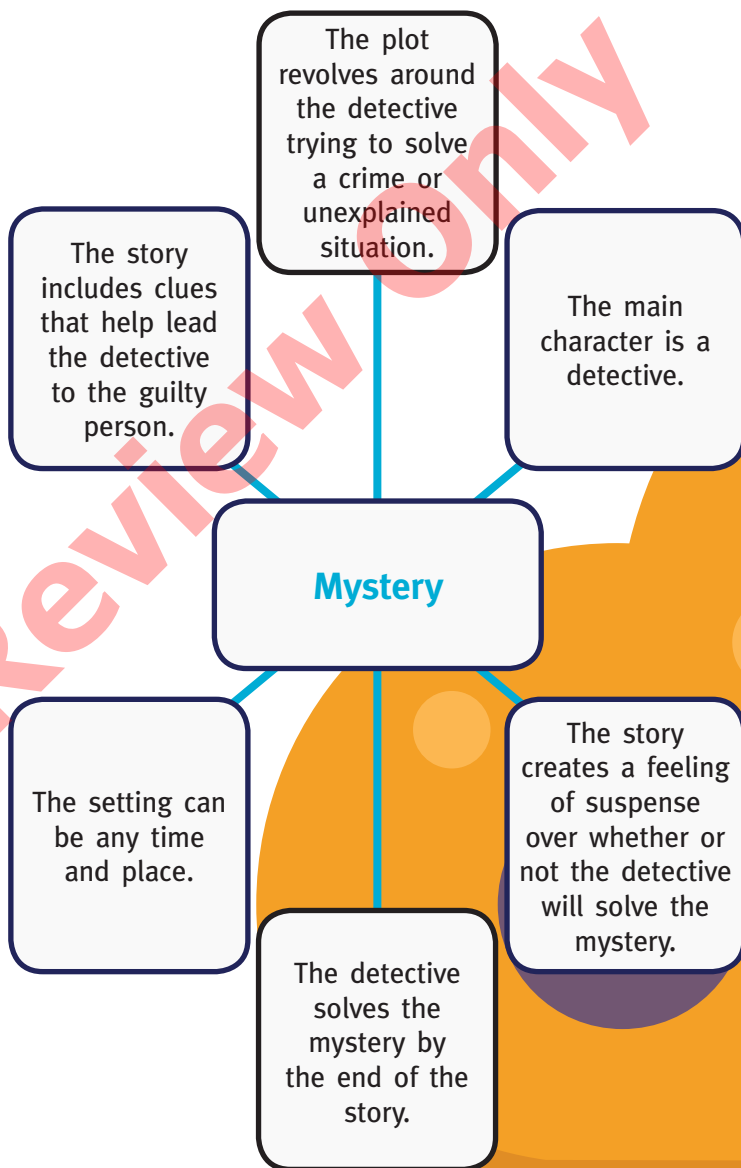 The plot
revolves around
the detective
trying to solve
a crime or
unexplained
situation.
The story
includes clues
that help lead
the detective
to the guilty
person.
The main
character is a
detective.
Mystery
The setting can
be any time
and place.
The story
creates a feeling
of suspense
over whether or
not the detective
will solve the
mystery.
The detective
solves the
mystery by
the end of the
story.
Review Only